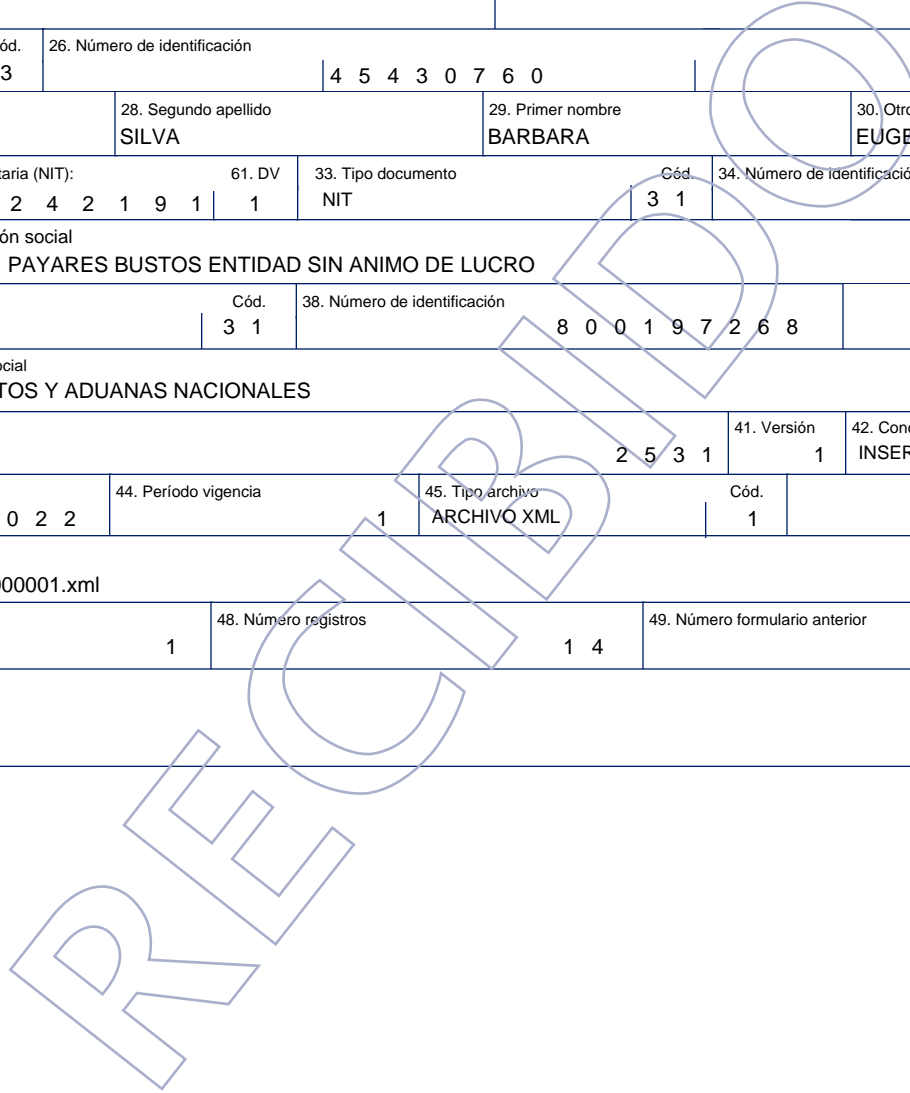 ód. 26. Número de identificación
3 4 5 4 3 0 7 6 0
28. Segundo apellido 29. Primer nombre 30. Otro
SILVA BARBARA EUGE
taria (NIT): 61. DV 33. Tipo documento Cód. 34. Número de identificació
2 4 2 1 9 1 1 NIT 3 1
ón social
PAYARES BUSTOS ENTIDAD SIN ANIMO DE LUCRO
Cód. 38. Número de identificación
3 1 8 0 0 1 9 7 2 6 8
ocial
TOS Y ADUANAS NACIONALES
41. Versión 42. Conc
2 5 3 1 1 INSER
44. Período vigencia 45. Tipo archivo Cód.
0 2 2 1 ARCHIVO XML 1
000001.xml
48. Número registros 49. Número formulario anterior
1 1 4
RECIBIDO